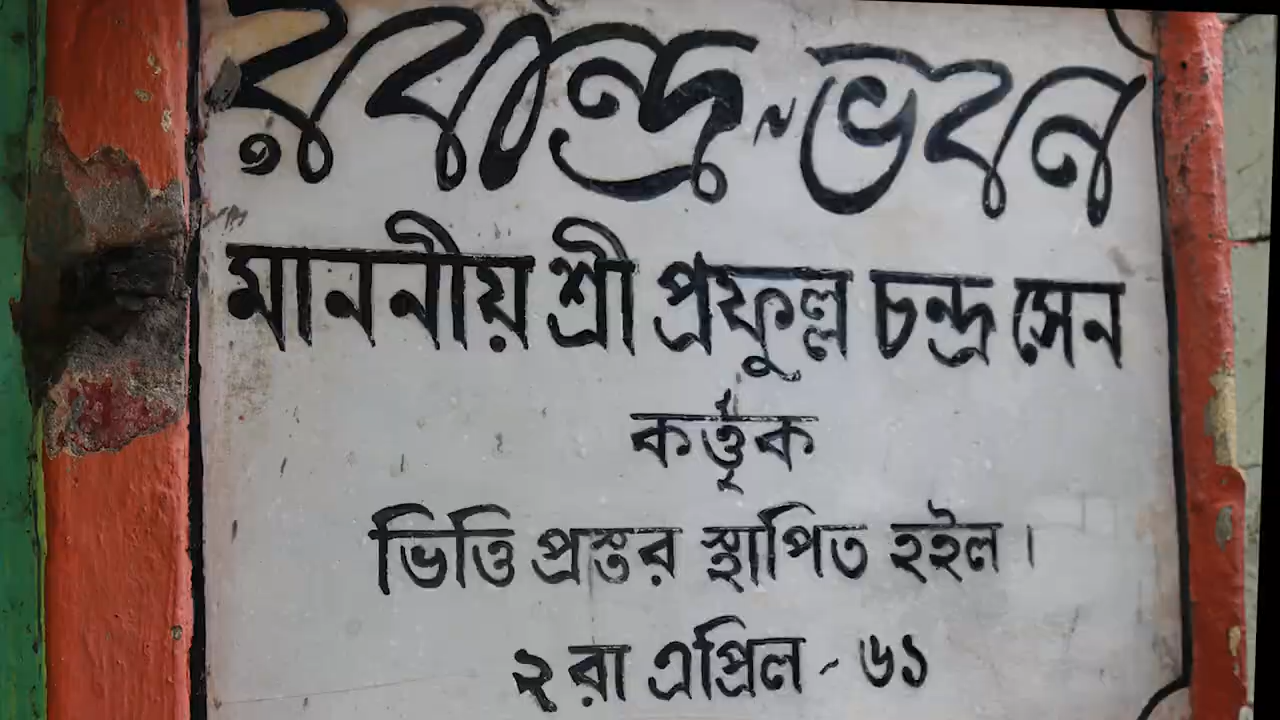 রবীন্দ্র-ভবন
মাননীয় শ্রী প্রফুল্ল চন্দ্র সেন
কর্ত্তৃক
ভিত্তি প্রস্তর স্থাপিত হইল।
২রা এপ্রিল - ৬১